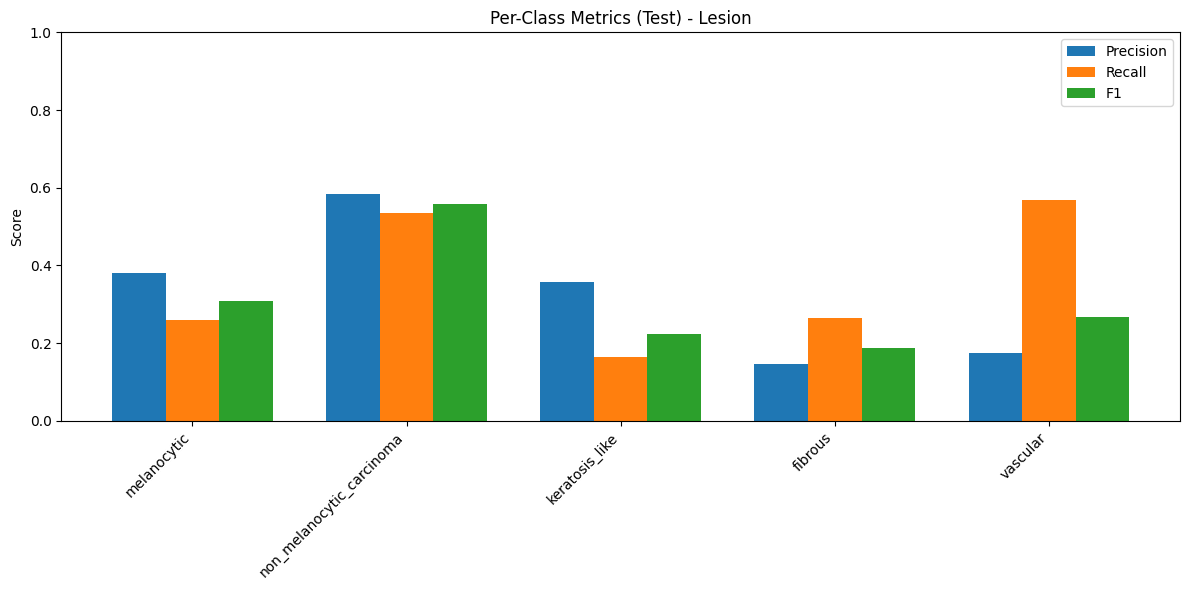 Per-Class Metrics (Test) - Lesion
1.0
0.8
0.6
0.4
0.2
0.0
Score
Precision
Recall
F1
melanocytic
non_melanocytic_carcinoma
keratosis_like
fibrous
vascular